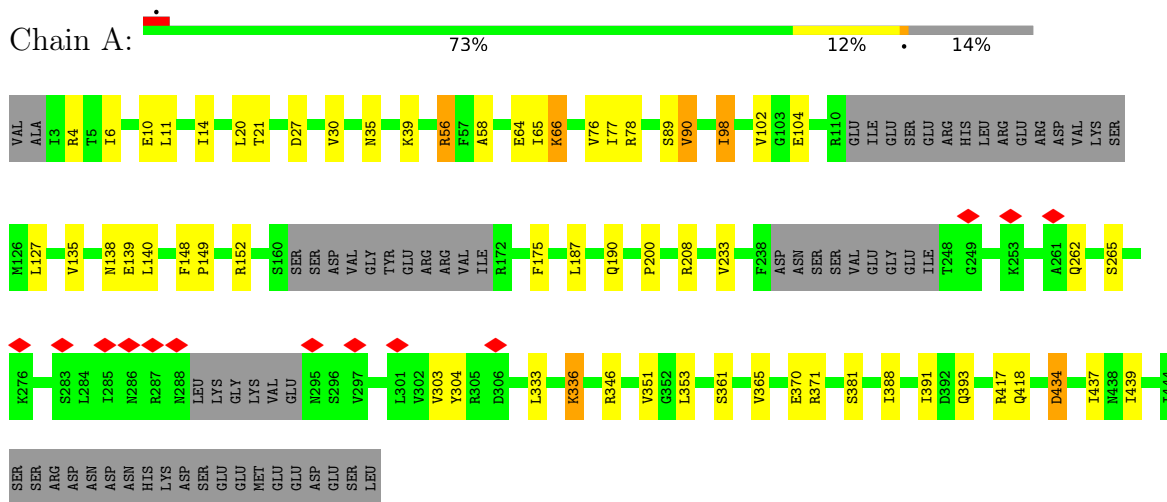 Chain A:
73% 12% • 14%
VAL ALA I3 R4 T5 I6 E10 L11 I14 L20 T21 D27 V30 N35 K39 R56 F57 A58 E64 I65 K66 V76 I77 R78 S89 V90 I98 V102 G103 E104 R110 GLU ILE GLU SER GLU ARG HIS LEU ARG GLU ARG ASP VAL LYS SER
M126 L127 V135 N138 E139 L140 F148 P149 R152 S160 SER SER ASP VAL GLY TYR GLU ARG ARG VAL ILE R172 F175 L187 Q190 P200 R208 V233 F238 ASP ASN SER SER VAL GLU GLY GLU ILE T248 G249 K253 A261 Q262 S265
K276 S283 L284 I285 N286 R287 N288 LEU LYS GLY LYS VAL GLU N295 S296 V297 L301 V302 V303 Y304 R305 D306 L333 K336 R346 V351 G352 L353 S361 V365 E370 R371 S381 I388 I391 D392 Q393 R417 Q418 D434 I437 N438 I439
SER SER ARG ASP ASN ASP ASN HIS LYS ASP SER GLU GLU MET GLU GLU ASP GLU SER LEU